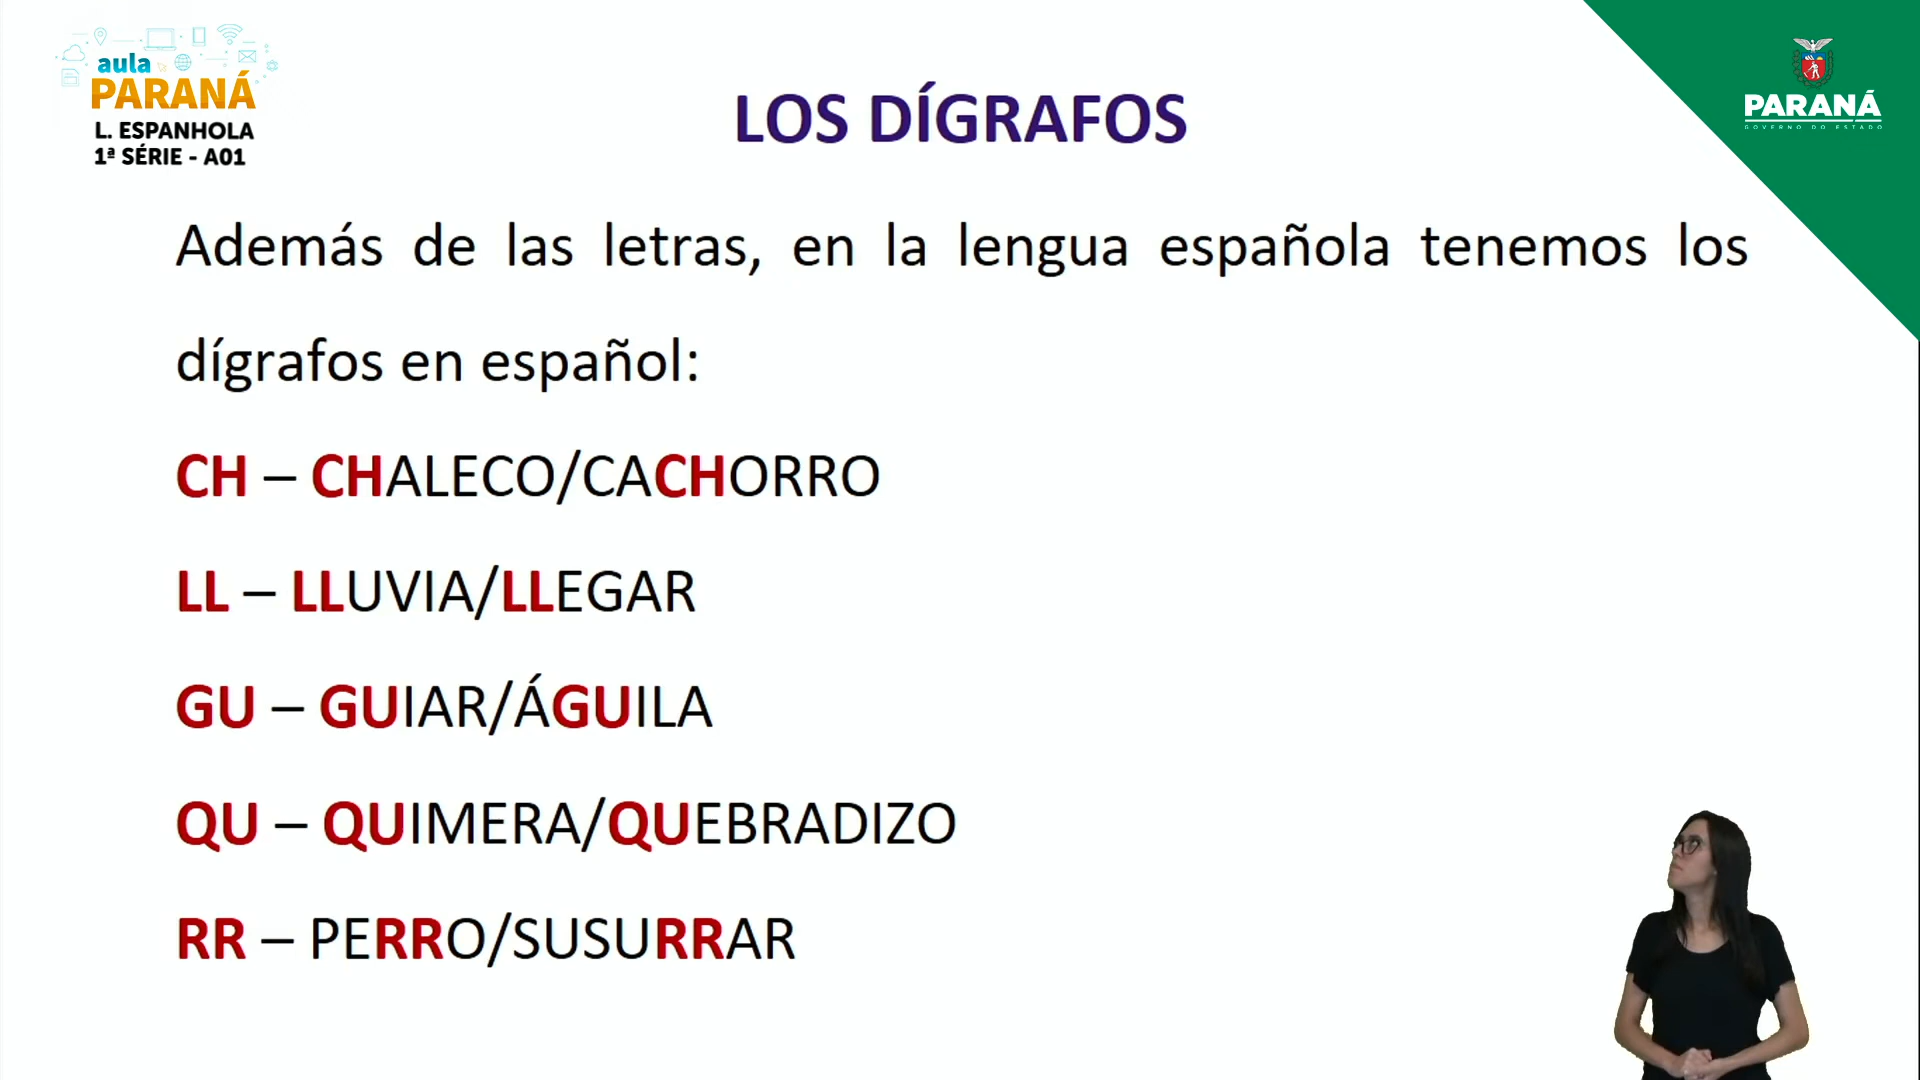 aula
PARANÁ
L. ESPANHOLA
1ª SÉRIE - A01
LOS DÍGRAFOS
PARANÁ
GOVERNO DO ESTADO
Además de las letras, en la lengua española tenemos los
dígrafos en español:
CH – CHALECO/CACHORRO
LL – LLUVIA/LLEGAR
GU – GUIAR/ÁGUILA
QU – QUIMERA/QUEBRADIZO
RR – PERRO/SUSURRAR